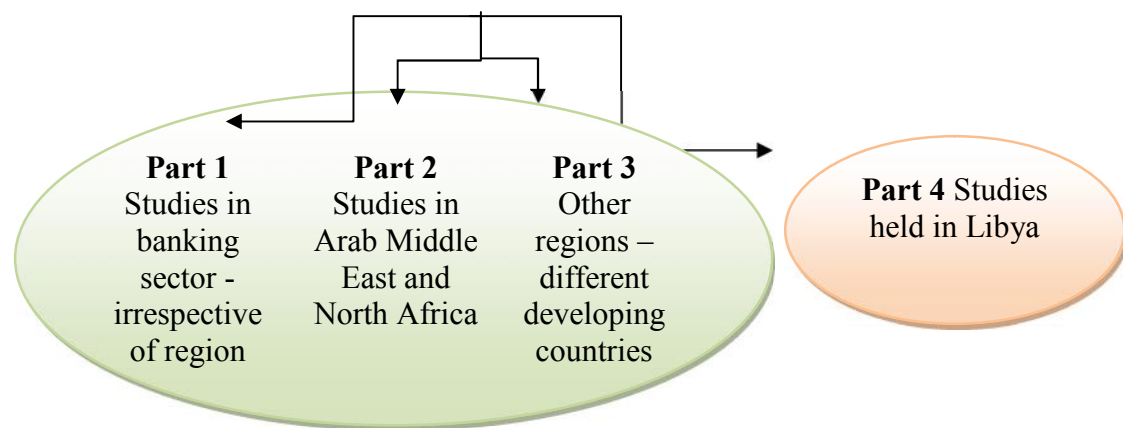 Part 1
Studies in
banking
sector -
irrespective
of region
Part 2
Studies in
Arab Middle
East and
North Africa
Part 3
Other
regions –
different
developing
countries
Part 4 Studies
held in Libya